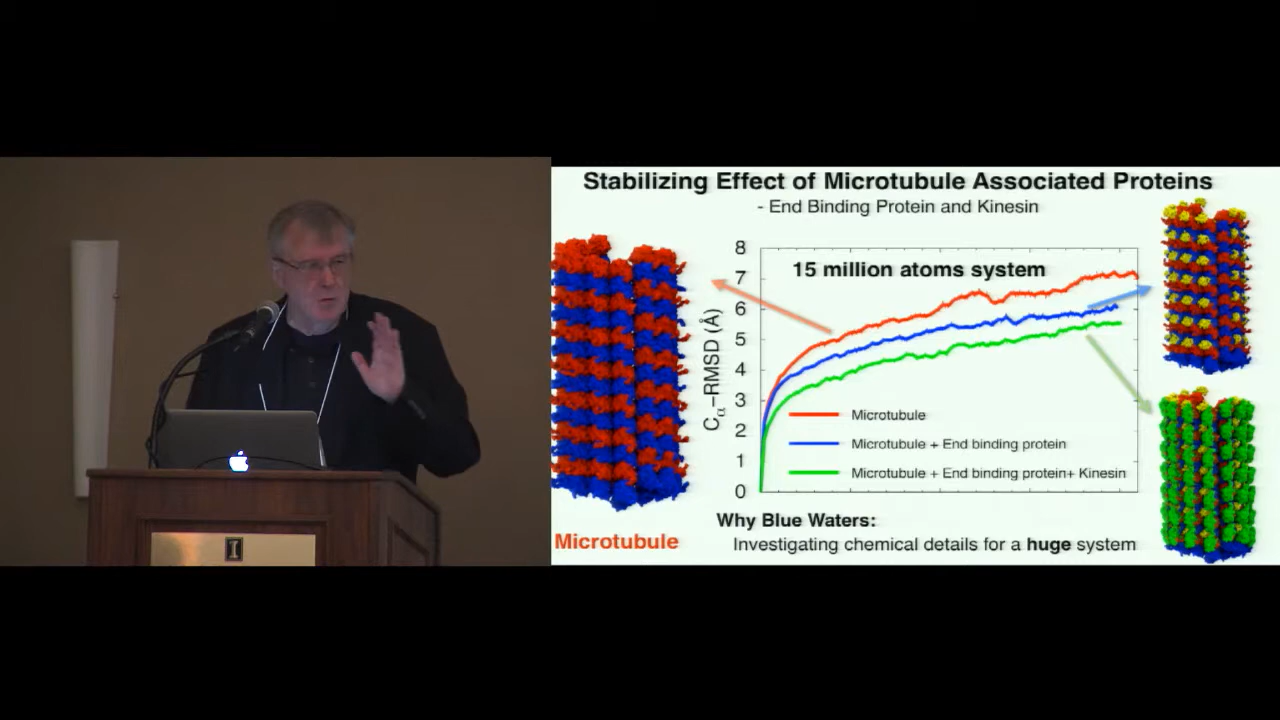 Stabilizing Effect of Microtubule Associated Proteins
- End Binding Protein and Kinesin
15 million atoms system
8
7
6
5
4
3
2
1
0
Cα−RMSD (Å)
Microtubule
Microtubule + End binding protein
Microtubule + End binding protein+ Kinesin
Why Blue Waters:
Investigating chemical details for a huge system
Microtubule
I